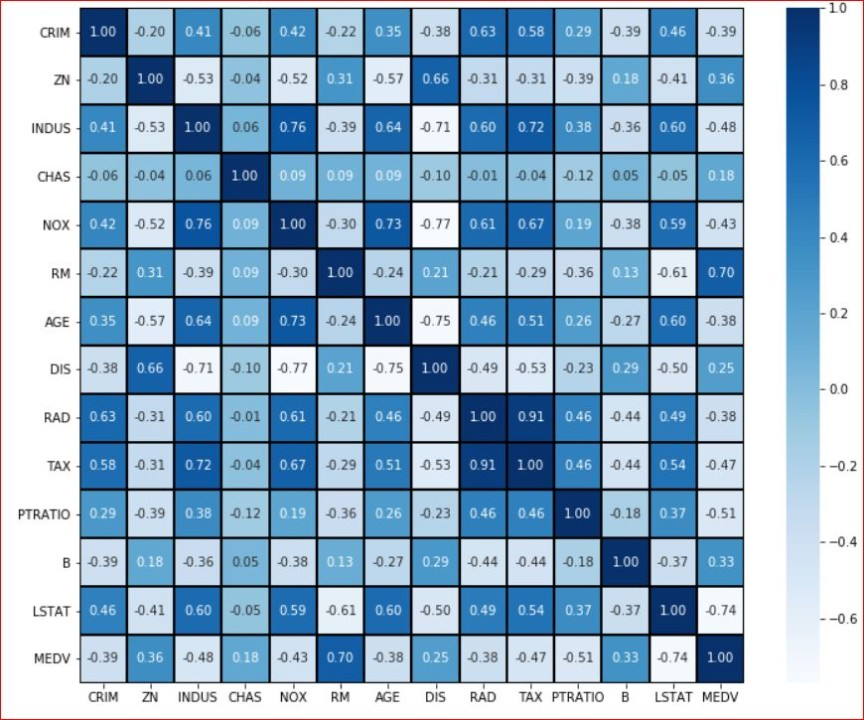 CRIM 1.00 -0.20 0.41 -0.06 0.42 -0.22 0.35 -0.38 0.63 0.58 0.29 -0.39 0.46 -0.39
ZN -0.20 1.00 -0.53 -0.04 -0.52 0.31 -0.57 0.66 -0.31 -0.31 -0.39 0.18 -0.41 0.36
INDUS 0.41 -0.53 1.00 0.06 0.76 -0.39 0.64 -0.71 0.60 0.72 0.38 -0.36 0.60 -0.48
CHAS -0.06 -0.04 0.06 1.00 0.09 0.09 0.09 -0.10 -0.01 -0.04 -0.12 0.05 -0.05 0.18
NOX 0.42 -0.52 0.76 0.09 1.00 -0.30 0.73 -0.77 0.61 0.67 0.19 -0.38 0.59 -0.43
RM -0.22 0.31 -0.39 0.09 -0.30 1.00 -0.24 0.21 -0.21 -0.29 -0.36 0.13 -0.61 0.70
AGE 0.35 -0.57 0.64 0.09 0.73 -0.24 1.00 -0.75 0.46 0.51 0.26 -0.27 0.60 -0.38
DIS -0.38 0.66 -0.71 -0.10 -0.77 0.21 -0.75 1.00 -0.49 -0.53 -0.23 0.29 -0.50 0.25
RAD 0.63 -0.31 0.60 -0.01 0.61 -0.21 0.46 -0.49 1.00 0.91 0.46 -0.44 0.49 -0.38
TAX 0.58 -0.31 0.72 -0.04 0.67 -0.29 0.51 -0.53 0.91 1.00 0.46 -0.44 0.54 -0.47
PTRATIO 0.29 -0.39 0.38 -0.12 0.19 -0.36 0.26 -0.23 0.46 0.46 1.00 -0.18 0.37 -0.51
B -0.39 0.18 -0.36 0.05 -0.38 0.13 -0.27 0.29 -0.44 -0.44 -0.18 1.00 -0.37 0.33
LSTAT 0.46 -0.41 0.60 -0.05 0.59 -0.61 0.60 -0.50 0.49 0.54 0.37 -0.37 1.00 -0.74
MEDV -0.39 0.36 -0.48 0.18 -0.43 0.70 -0.38 0.25 -0.38 -0.47 -0.51 0.33 -0.74 1.00
CRIM ZN INDUS CHAS NOX RM AGE DIS RAD TAX PTRATIO B LSTAT MEDV
1.0
0.8
0.6
0.4
0.2
0.0
−0.2
−0.4
−0.6